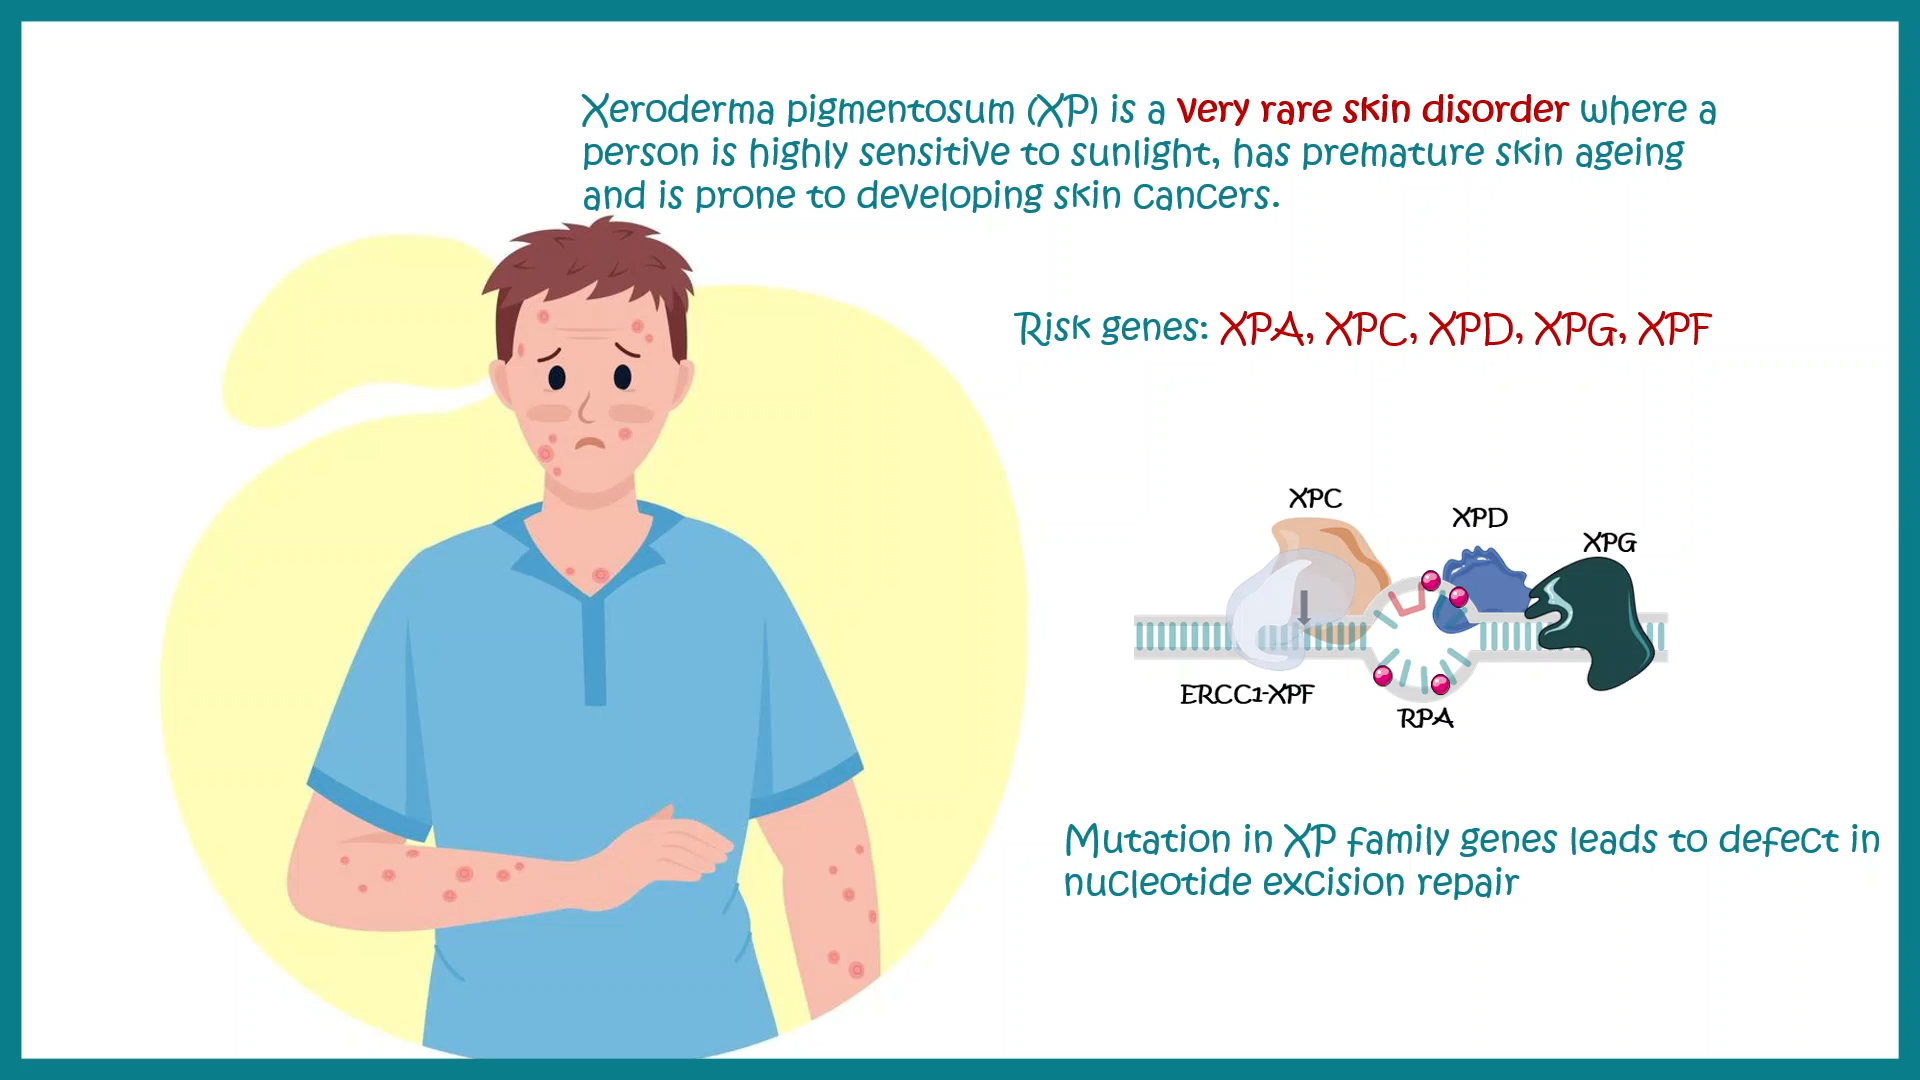 Xeroderma pigmentosum (XP) is a very rare skin disorder where a
person is highly sensitive to sunlight, has premature skin ageing
and is prone to developing skin cancers.
Risk genes: XPA, XPC, XPD, XPG, XPF
XPC
XPD
XPG
ERCC1-XPF
RPA
Mutation in XP family genes leads to defect in
nucleotide excision repair